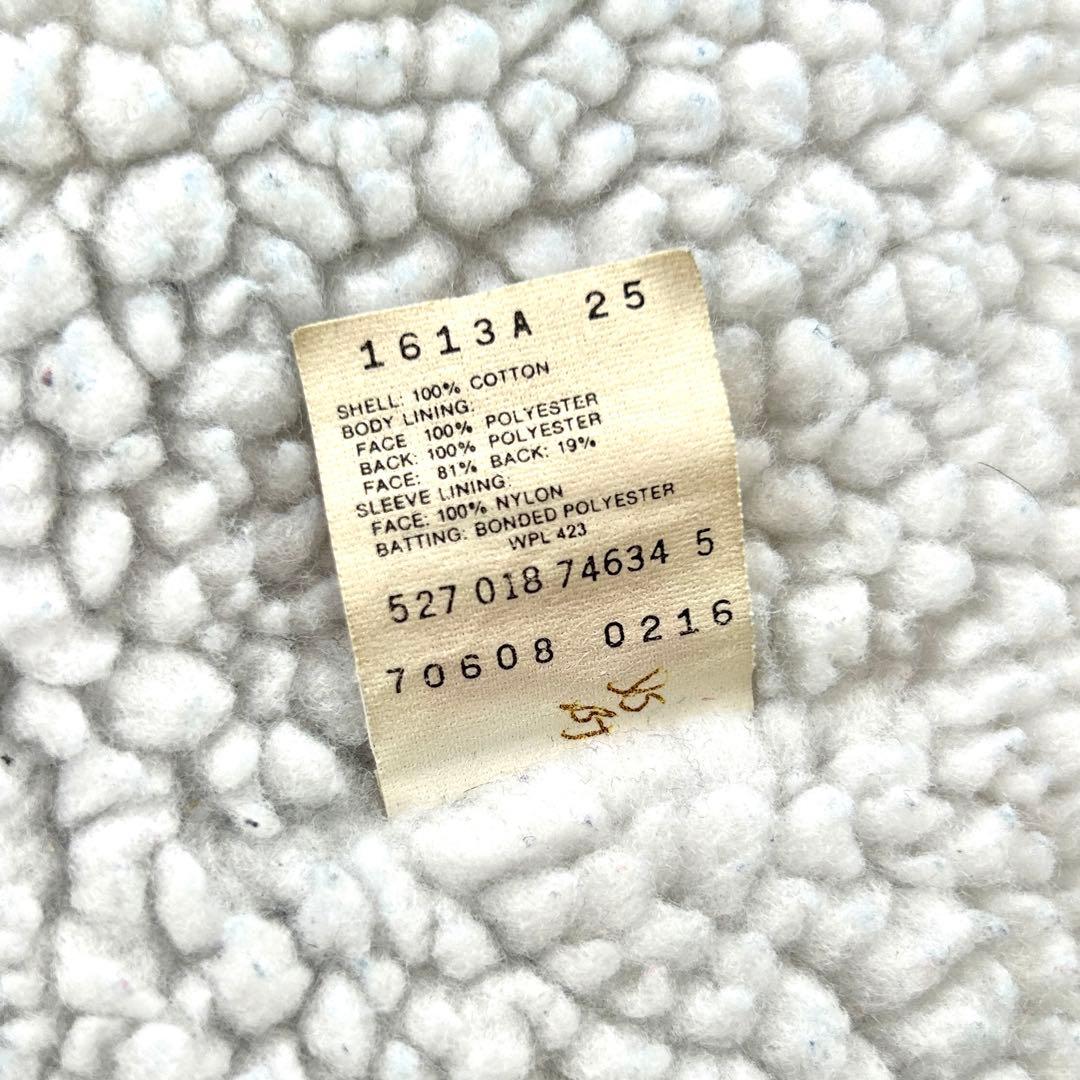 1613A 25
SHELL: 100% COTTON
BODY LINING:
FACE 100% POLYESTER
BACK: 100% POLYESTER
FACE: 81% BACK: 19%
SLEEVE LINING:
FACE: 100% NYLON
BATTING: BONDED POLYESTER
WPL 423
527 018 74634 5
70608 0216